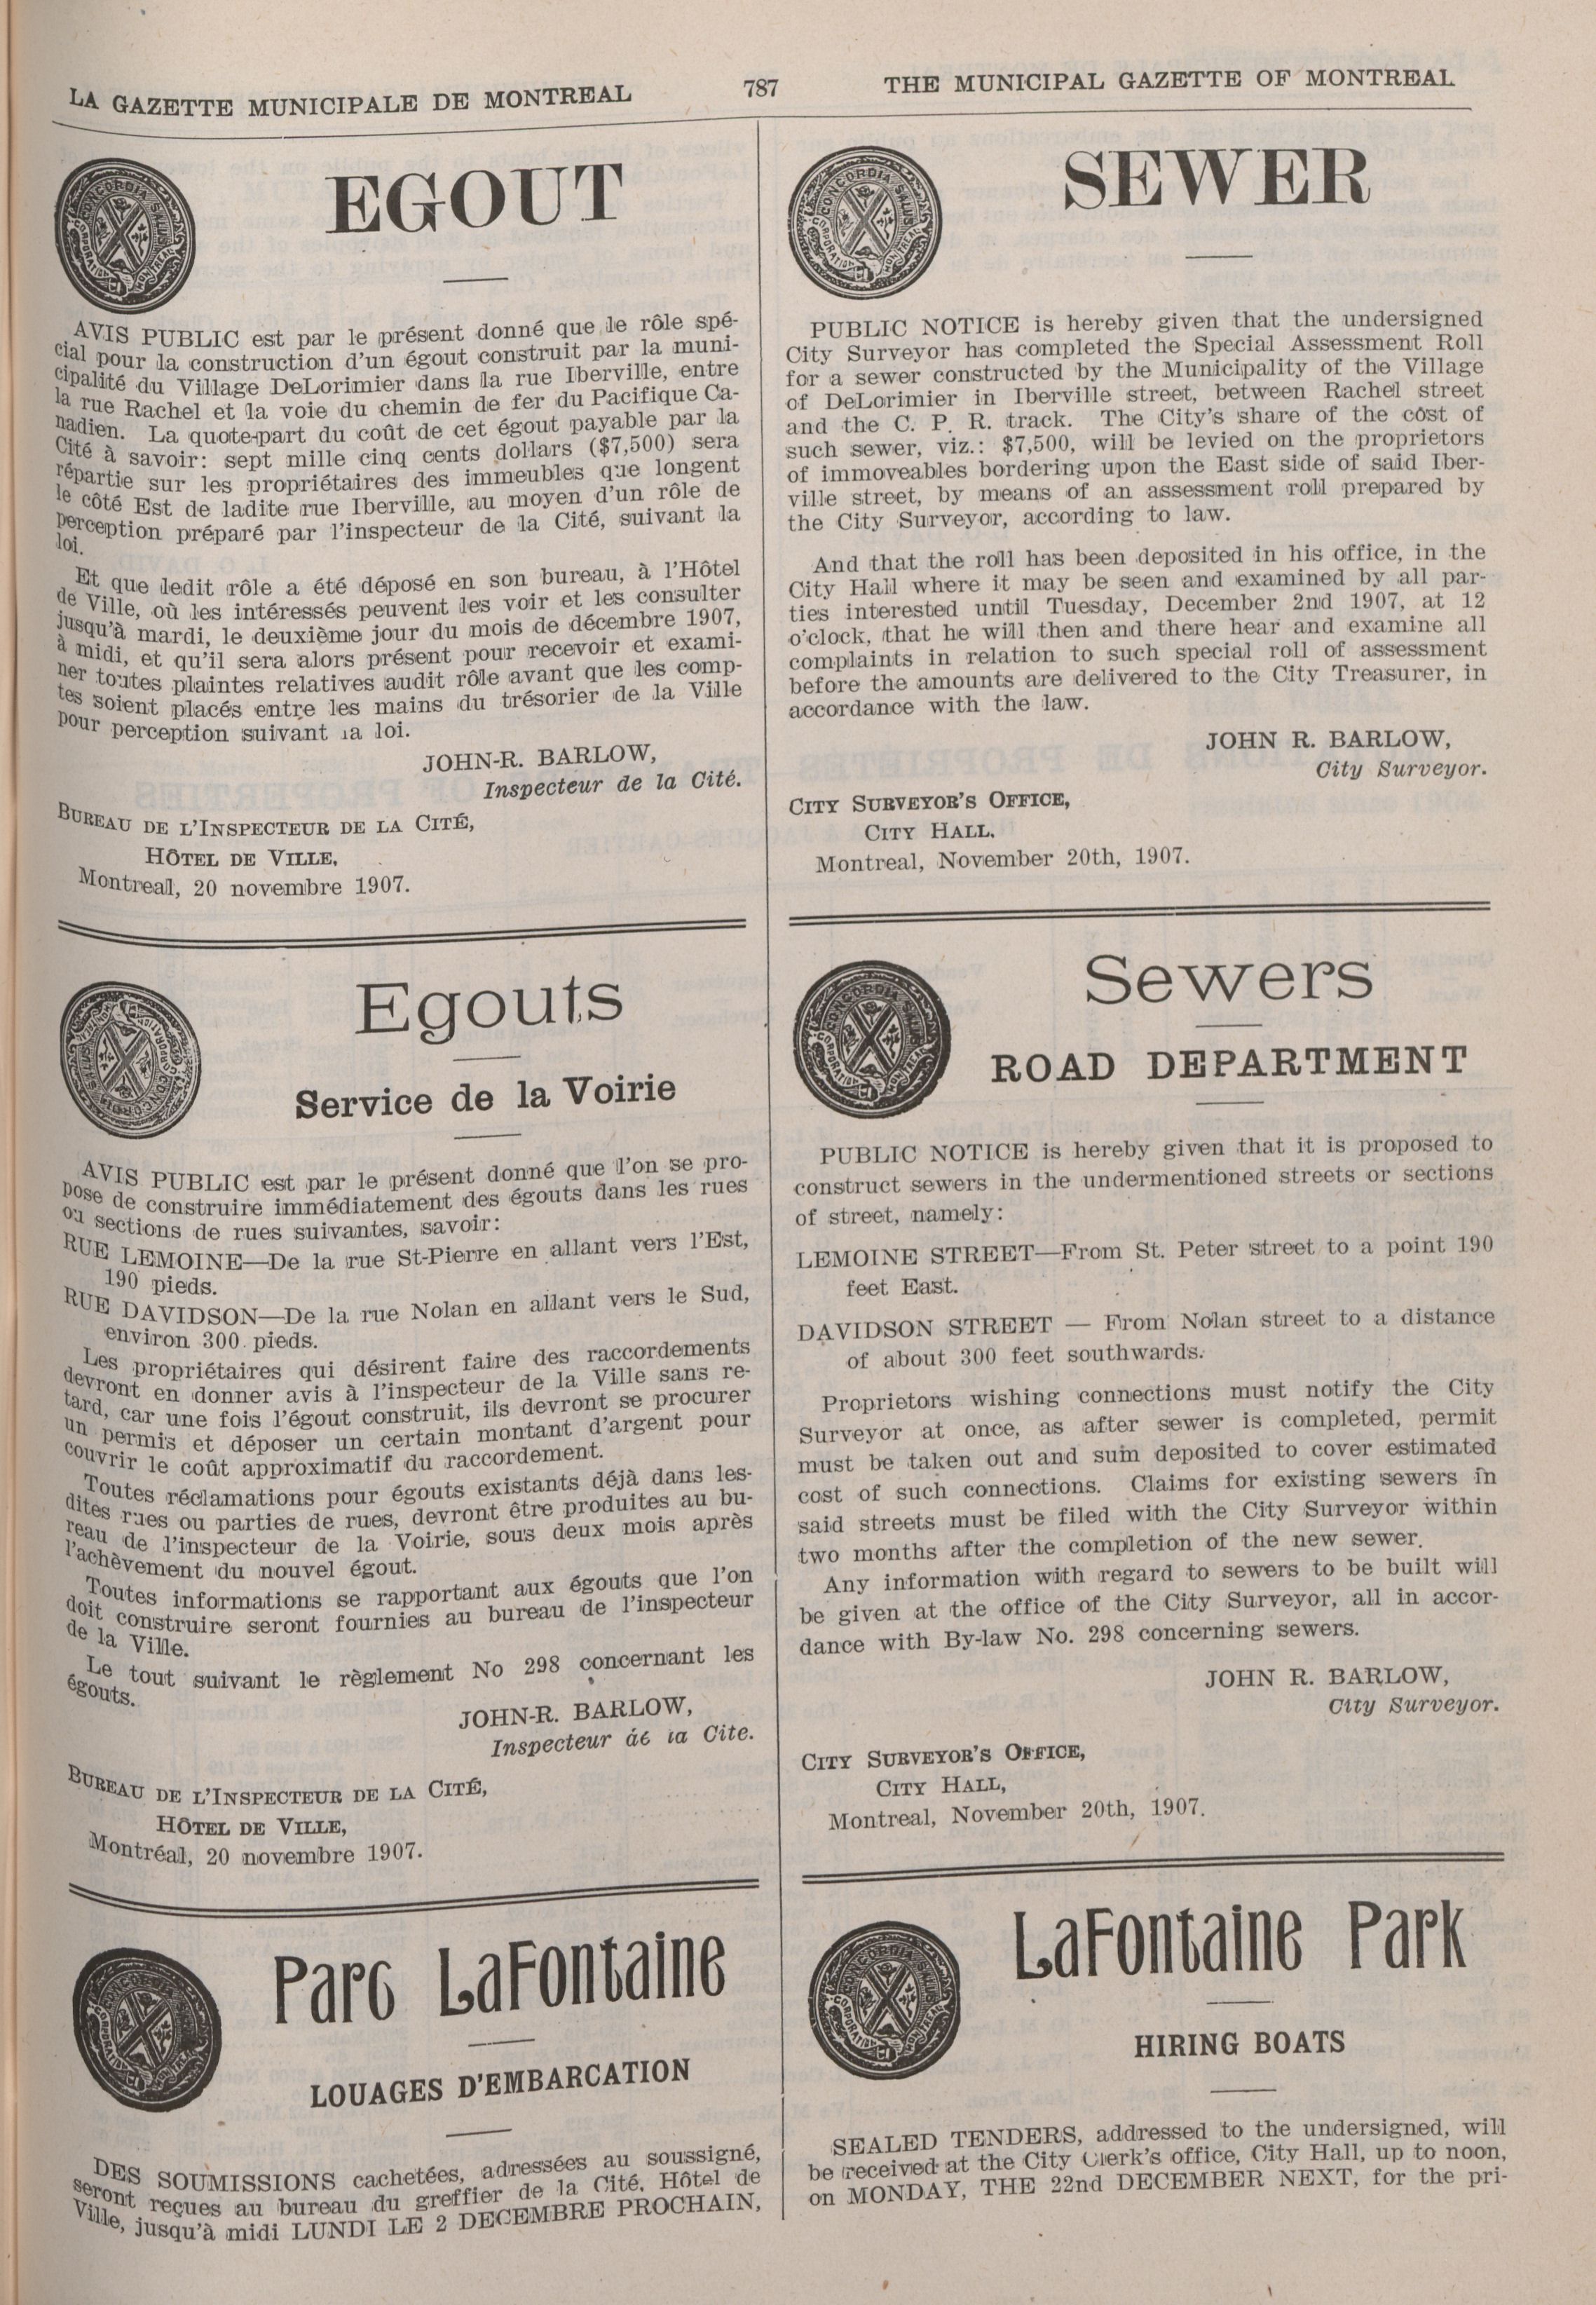 LA GAZETTE MUNICIPALE DE MONTREAL
787
THE MUNICIPAL GAZETTE OF MONTREAL
EGOUT
AVIS PUBLIC est par le présent donné que le rôle spé-
cial pour la construction d'un égout construit par la muni-
cipalité du Village DeLorimier dans la rue Iberville, entre
la rue Rachel et la voie du chemin de fer du Pacifique Ca-
nadien. La quote-part du coût de cet égout payable par la
Cité à savoir: sept mille cinq cents dollars ($7,500) sera
répartie sur les propriétaires des immeubles que longent
le côté Est de ladite rue Iberville, au moyen d'un rôle de
perception préparé par l'inspecteur de la Cité, suivant la
loi.
Et que ledit rôle a été déposé en son bureau, à l'Hôtel
de Ville, où les intéressés peuvent les voir et les consulter
jusqu'à mardi, le deuxième jour du mois de décembre 1907,
à midi, et qu'il sera alors présent pour recevoir et exami-
ner toutes plaintes relatives audit rôle avant que les comp-
tes soient placés entre les mains du trésorier de la Ville
pour perception suivant la loi.
JOHN-R. BARLOW,
Inspecteur de la Cité.
BUREAU DE L'INSPECTEUR DE LA CITÉ,
HÔTEL DE VILLE.
Montreal, 20 novembre 1907.
Egouts
Service de la Voirie
AVIS PUBLIC est par le présent donné que l'on se pro-
pose de construire immédiatement des égouts dans les rues
ou sections de rues suivantes, savoir:
RUE LEMOINE—De la rue St-Pierre en allant vers l'Est,
190 pieds.
RUE DAVIDSON—De la rue Nolan en allant vers le Sud,
environ 300 pieds.
Les propriétaires qui désirent faire des raccordements
devront en donner avis à l'inspecteur de la Ville sans re-
tard, car une fois l'égout construit, ils devront se procurer
un permis et déposer un certain montant d'argent pour
couvrir le coût approximatif du raccordement.
Toutes réclamations pour égouts existants déjà dans les-
dites rues ou parties de rues, devront être produites au bu-
reau de l'inspecteur de la Voirie, sous deux mois après
l'achèvement du nouvel égout.
Toutes informations se rapportant aux égouts que l'on
doit construire seront fournies au bureau de l'inspecteur
de la Ville.
Le tout suivant le règlement No 298 concernant les
égouts.
JOHN-R. BARLOW,
Inspecteur de la Cite.
BUREAU DE L'INSPECTEUR DE LA CITÉ,
HÔTEL DE VILLE,
Montréal, 20 novembre 1907.
Parc LaFontaine
LOUAGES D'EMBARCATION
DES SOUMISSIONS cachetées, adressées au soussigné,
seront reçues au bureau du greffier de la Cité, Hôtel de
Ville, jusqu'à midi LUNDI LE 2 DECEMBRE PROCHAIN,
SEWER
PUBLIC NOTICE is hereby given that the undersigned
City Surveyor has completed the Special Assessment Roll
for a sewer constructed by the Municipality of the Village
of DeLorimier in Iberville street, between Rachel street
and the C. P. R. track. The City's share of the cost of
such sewer, viz.: $7,500, will be levied on the proprietors
of immoveables bordering upon the East side of said Iber-
ville street, by means of an assessment roll prepared by
the City Surveyor, according to law.
And that the roll has been deposited in his office, in the
City Hall where it may be seen and examined by all par-
ties interested until Tuesday, December 2nd 1907, at 12
o'clock, that he will then and there hear and examine all
complaints in relation to such special roll of assessment
before the amounts are delivered to the City Treasurer, in
accordance with the law.
JOHN R. BARLOW,
City Surveyor.
CITY SURVEYOR'S OFFICE,
CITY HALL.
Montreal, November 20th, 1907.
Sewers
ROAD DEPARTMENT
PUBLIC NOTICE is hereby given that it is proposed to
construct sewers in the undermentioned streets or sections
of street, namely:
LEMOINE STREET—From St. Peter street to a point 190
feet East.
DAVIDSON STREET — From Nolan street to a distance
of about 300 feet southwards.
Proprietors wishing connections must notify the City
Surveyor at once, as after sewer is completed, permit
must be taken out and sum deposited to cover estimated
cost of such connections. Claims for existing sewers in
said streets must be filed with the City Surveyor within
two months after the completion of the new sewer.
Any information with regard to sewers to be built will
be given at the office of the City Surveyor, all in accor-
dance with By-law No. 298 concerning sewers.
JOHN R. BARLOW,
City Surveyor.
CITY SURVEYOR'S OFFICE,
CITY HALL,
Montreal, November 20th, 1907.
LaFontaine Park
HIRING BOATS
SEALED TENDERS, addressed to the undersigned, will
be received at the City Clerk's office, City Hall, up to noon,
on MONDAY, THE 22nd DECEMBER NEXT, for the pri-